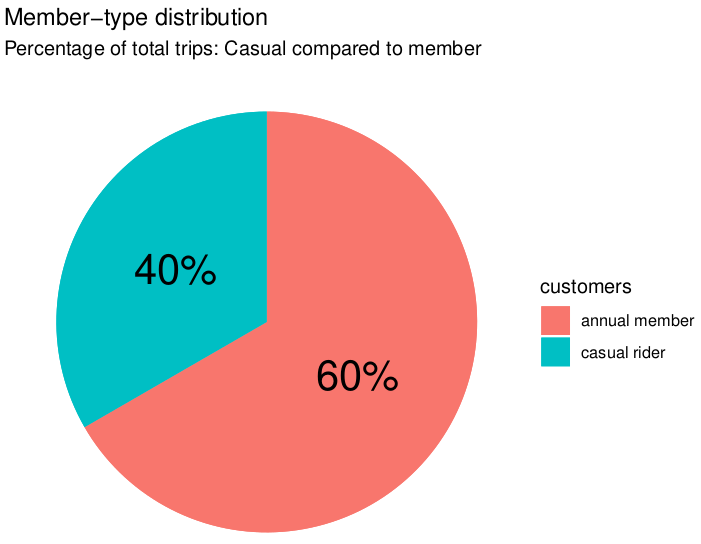 Member−type distribution
Percentage of total trips: Casual compared to member
40%
60%
customers
annual member
casual rider